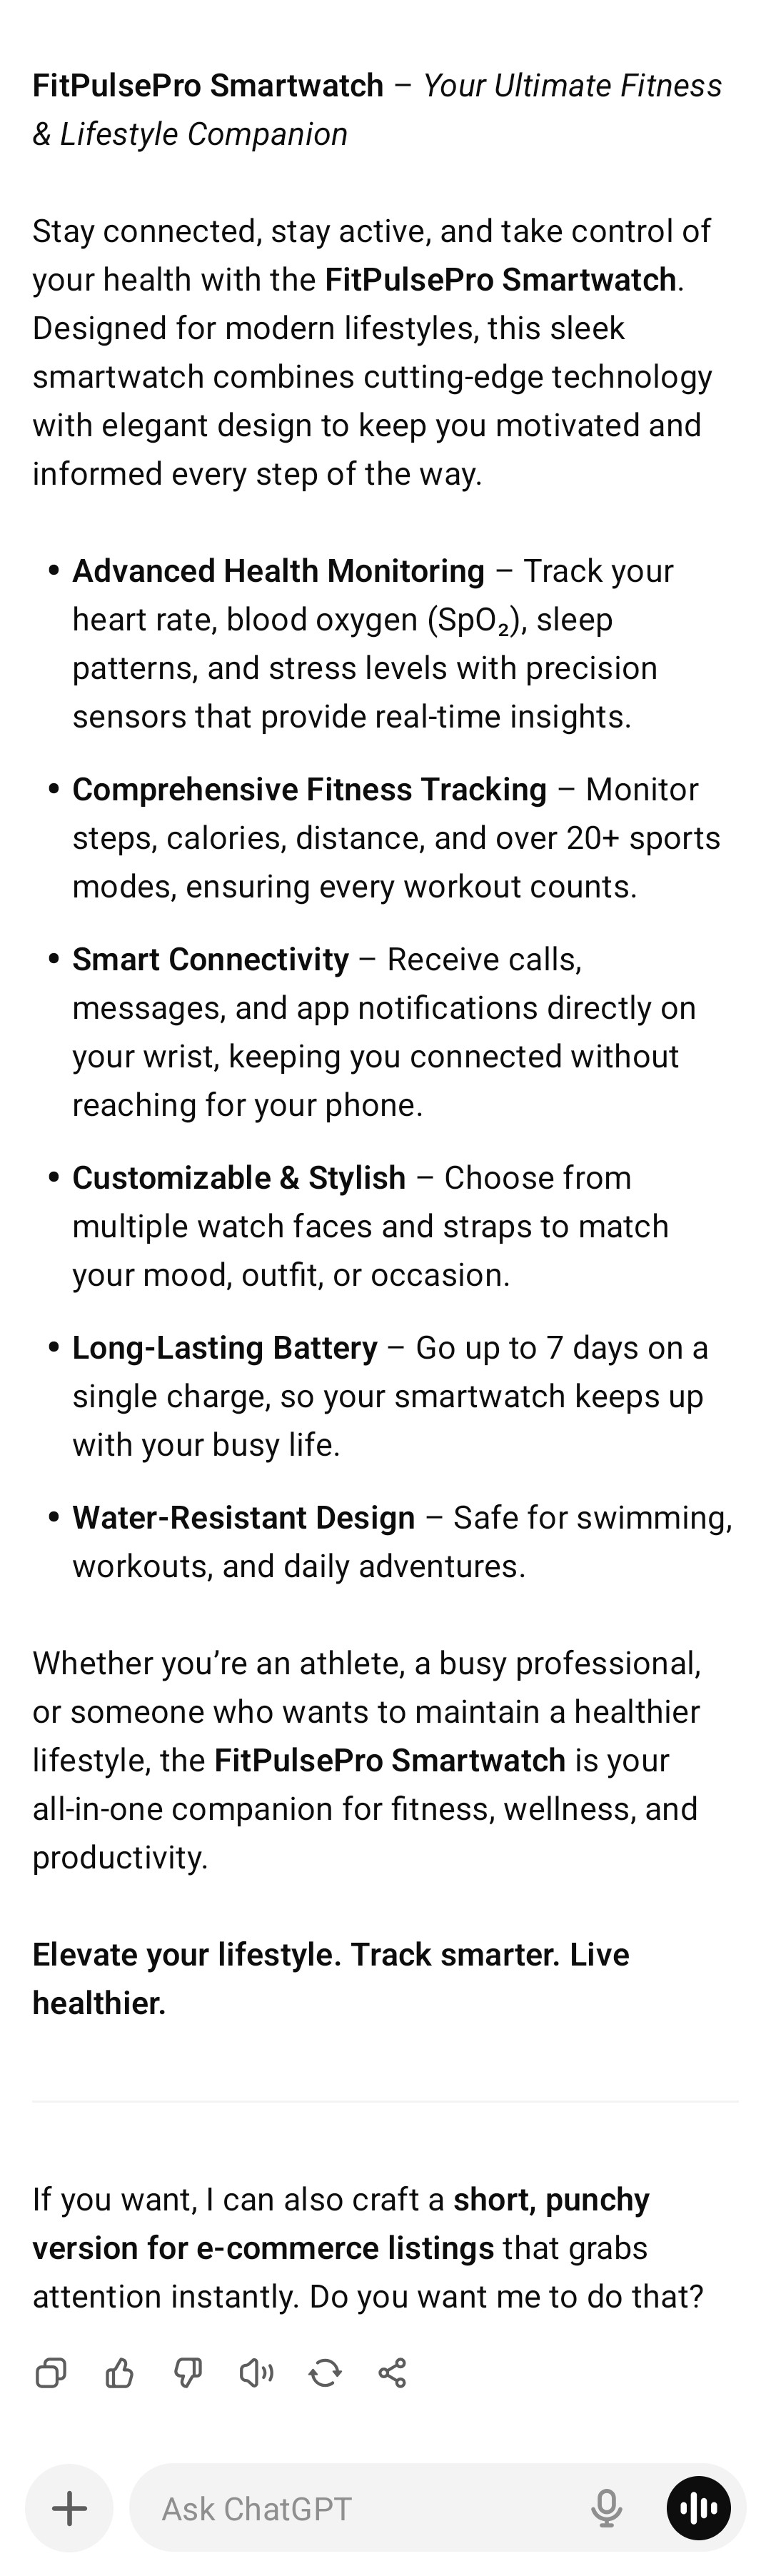 FitPulsePro Smartwatch – Your Ultimate Fitness
& Lifestyle Companion
Stay connected, stay active, and take control of
your health with the FitPulsePro Smartwatch.
Designed for modern lifestyles, this sleek
smartwatch combines cutting-edge technology
with elegant design to keep you motivated and
informed every step of the way.
• Advanced Health Monitoring – Track your
heart rate, blood oxygen (SpO₂), sleep
patterns, and stress levels with precision
sensors that provide real-time insights.
• Comprehensive Fitness Tracking – Monitor
steps, calories, distance, and over 20+ sports
modes, ensuring every workout counts.
• Smart Connectivity – Receive calls,
messages, and app notifications directly on
your wrist, keeping you connected without
reaching for your phone.
• Customizable & Stylish – Choose from
multiple watch faces and straps to match
your mood, outfit, or occasion.
• Long-Lasting Battery – Go up to 7 days on a
single charge, so your smartwatch keeps up
with your busy life.
• Water-Resistant Design – Safe for swimming,
workouts, and daily adventures.
Whether you’re an athlete, a busy professional,
or someone who wants to maintain a healthier
lifestyle, the FitPulsePro Smartwatch is your
all-in-one companion for fitness, wellness, and
productivity.
Elevate your lifestyle. Track smarter. Live
healthier.
If you want, I can also craft a short, punchy
version for e-commerce listings that grabs
attention instantly. Do you want me to do that?
Ask ChatGPT